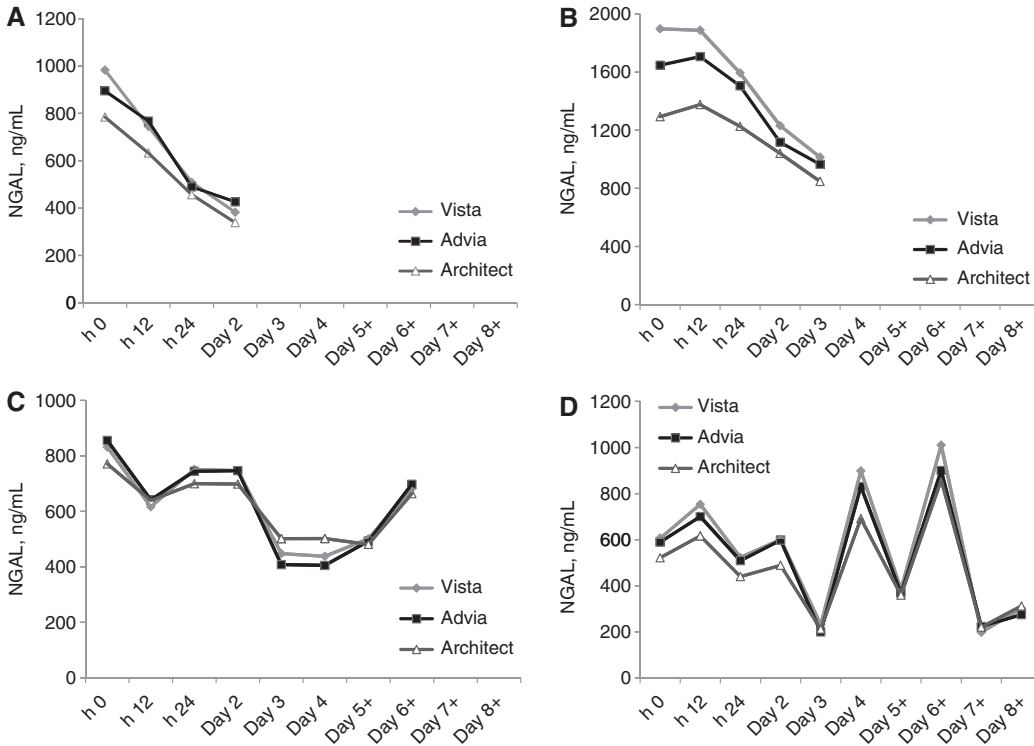 A
NGAL, ng/mL
1200
1000
800
600
400
200
0
h 0
h 12
h 24
Day 2
Day 3
Day 4
Day 5+
Day 6+
Day 7+
Day 8+
Vista
Advia
Architect
B
NGAL, ng/mL
2000
1600
1200
800
400
0
h 0
h 12
h 24
Day 2
Day 3
Day 4
Day 5+
Day 6+
Day 7+
Day 8+
Vista
Advia
Architect
C
NGAL, ng/mL
1000
800
600
400
200
0
h 0
h 12
h 24
Day 2
Day 3
Day 4
Day 5+
Day 6+
Day 7+
Day 8+
Vista
Advia
Architect
D
NGAL, ng/mL
1200
1000
800
600
400
200
0
h 0
h 12
h 24
Day 2
Day 3
Day 4
Day 5+
Day 6+
Day 7+
Day 8+
Vista
Advia
Architect